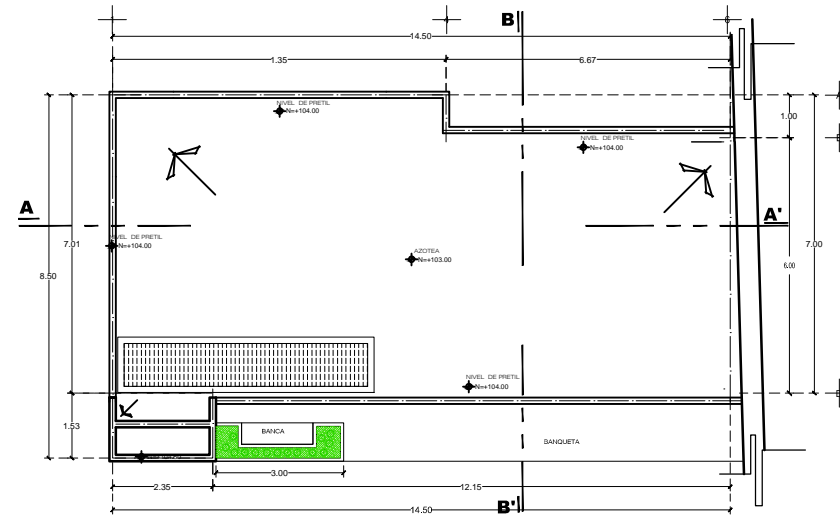 4
B
14.50
1.35
6.67
NIVEL DE PRETIL
N=+104.00
1.00
NIVEL DE PRETIL
N=+104.00
A
A'
NIVEL DE PRETIL
N=+104.00
7.01
7.00
AZOTEA
N=+103.00
6.00
8.50
NIVEL DE PRETIL
N=+104.00
1.53
BANCA
BANQUETA
3.00
2.35
12.15
B'
14.50